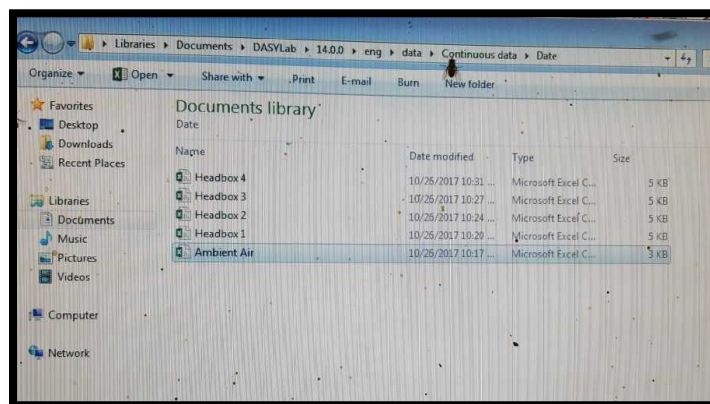 Libraries ▸ Documents ▸ DASYLab ▸ 14.0.0 ▸ eng ▸ data ▸ Continuous data ▸ Date
Organize Open Share with Print E-mail Burn New folder
Favorites
Desktop
Downloads
Recent Places
Libraries
Documents
Music
Pictures
Videos
Computer
Network
Documents library
Date
Name Date modified Type Size
Headbox 4 10/26/2017 10:31 ... Microsoft Excel C... 5 KB
Headbox 3 10/26/2017 10:27 ... Microsoft Excel C... 5 KB
Headbox 2 10/26/2017 10:24 ... Microsoft Excel C... 5 KB
Headbox 1 10/26/2017 10:20 ... Microsoft Excel C... 5 KB
Ambient Air 10/26/2017 10:17 ... Microsoft Excel C... 3 KB